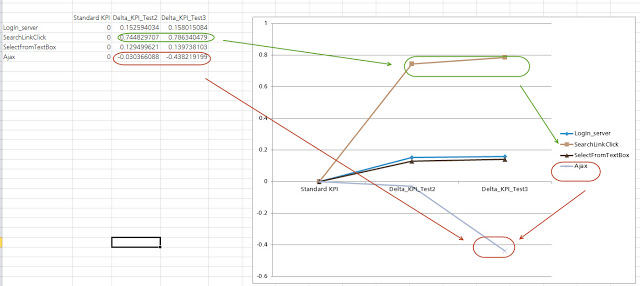 Standard KPI Delta_KPI_Test2 Delta_KPI_Test3
Login_server 0 0.152594034 0.158015084
SearchLinkClick 0 0.744829707 0.786340479
SelectFromTextBox 0 0.129499621 0.139738103
Ajax 0 -0.030366088 -0.438219199
1
0.8
0.6
0.4
0.2
0
-0.2
-0.4
-0.6
Standard KPI Delta_KPI_Test2 Delta_KPI_Test3
Login_server
SearchLinkClick
SelectFromTextBox
Ajax